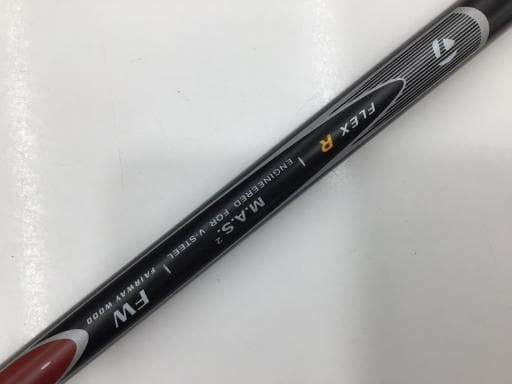 FLEX R
M.A.S.²
ENGINEERED FOR V-STEEL
FW
FAIRWAY WOOD